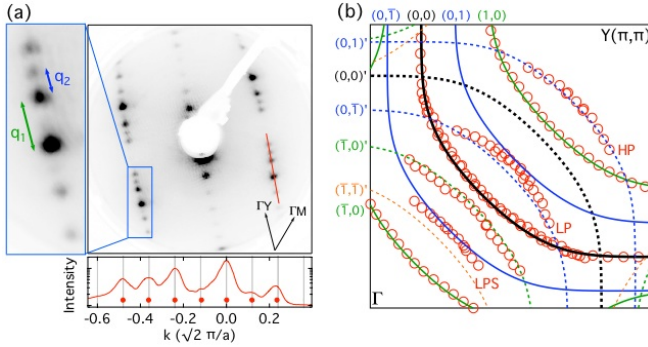 (a)
q₂
q₁
ΓY
ΓM
Intensity
-0.6
-0.4
-0.2
0.0
0.2
k (√2 π/a)
(b)
(0,1̅)
(0,0)
(0,1)
(1,0)
Y(π,π)
(0,1)'
(0,0)'
(0,1̅)'
(1̅,0)'
(1̅,1̅)'
(1̅,0)
HP
LP
LPS
Γ